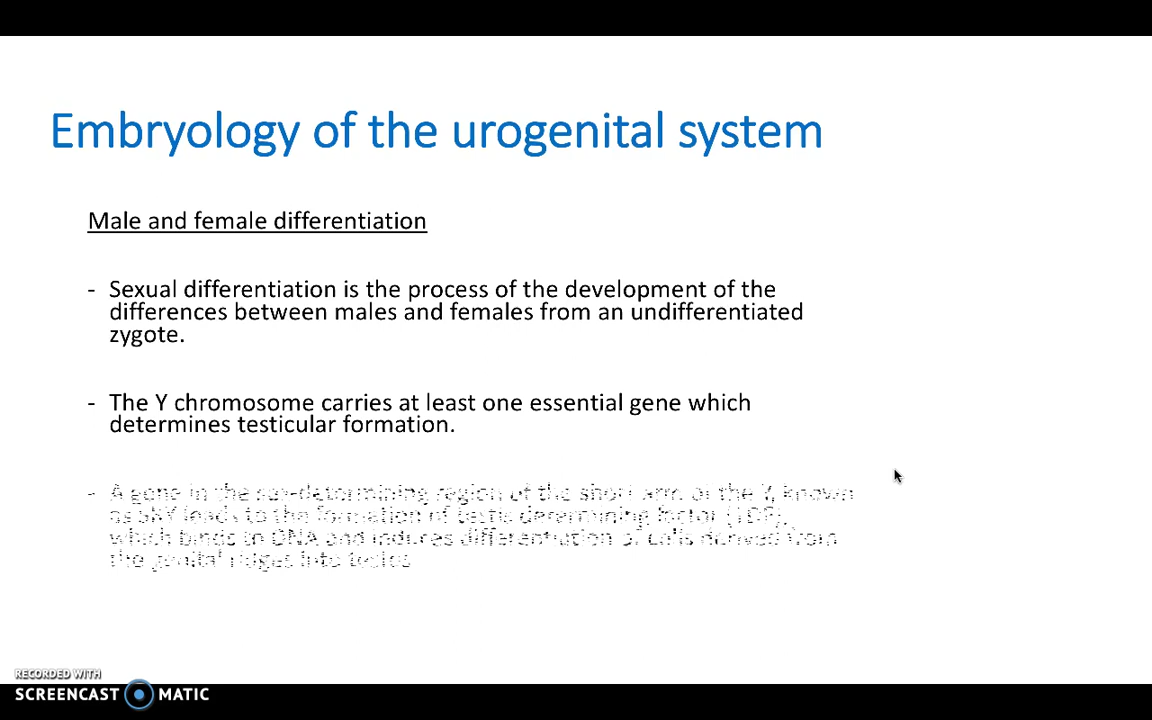 Embryology of the urogenital system
Male and female differentiation
- Sexual differentiation is the process of the development of the
differences between males and females from an undifferentiated
zygote.
- The Y chromosome carries at least one essential gene which
determines testicular formation.
- A gene in the sex-determining region of the short arm of the Y, known
as SRY leads to the formation of testis determining factor (TDF),
which binds to DNA and induces differentiation of cells derived from
the genital ridges into testes
RECORDED WITH
SCREENCAST MATIC